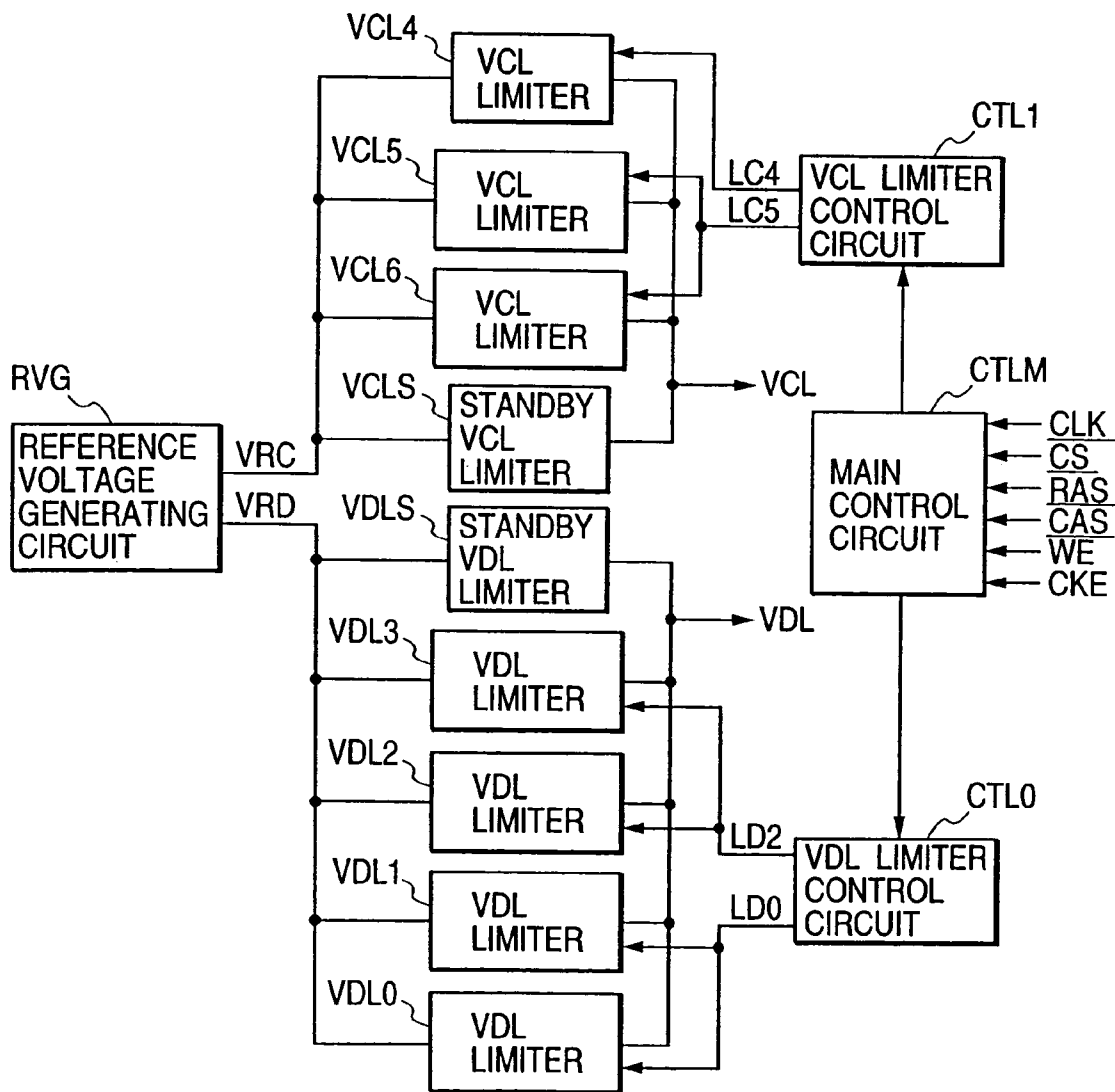 VCL4
VCL
LIMITER
CTL1
VCL5
VCL
LIMITER
LC4
LC5
VCL LIMITER
CONTROL
CIRCUIT
VCL6
VCL
LIMITER
RVG
VCLS
STANDBY
VCL
LIMITER
VCL
CTLM
REFERENCE
VOLTAGE
GENERATING
CIRCUIT
VRC
VRD
MAIN
CONTROL
CIRCUIT
CLK
CS
RAS
CAS
WE
CKE
VDLS
STANDBY
VDL
LIMITER
VDL
VDL3
VDL
LIMITER
VDL2
VDL
LIMITER
CTL0
LD2
LD0
VDL LIMITER
CONTROL
CIRCUIT
VDL1
VDL
LIMITER
VDL0
VDL
LIMITER